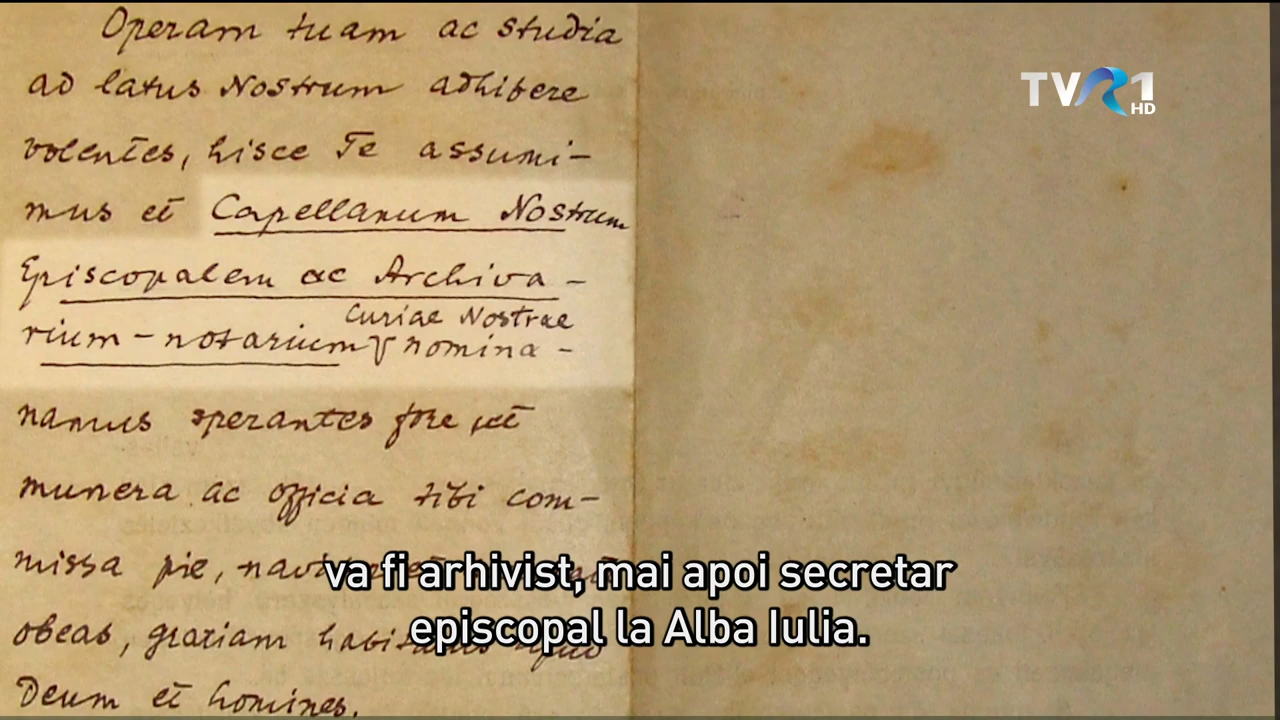 Operam tuam ac studia
ad latus Nostrum adhibere
volentes, hisce Te assumi-
mus et Capellanum Nostrum
Episcopalem ac Archiva-
Curiae Nostrae
rium-notarium nomina-
namus sperantes fore ut
munera ac officia tibi com-
missa pie,
obeas, gratiam
Deum et homines.
TVR1
HD
va fi arhivist, mai apoi secretar
episcopal la Alba Iulia.